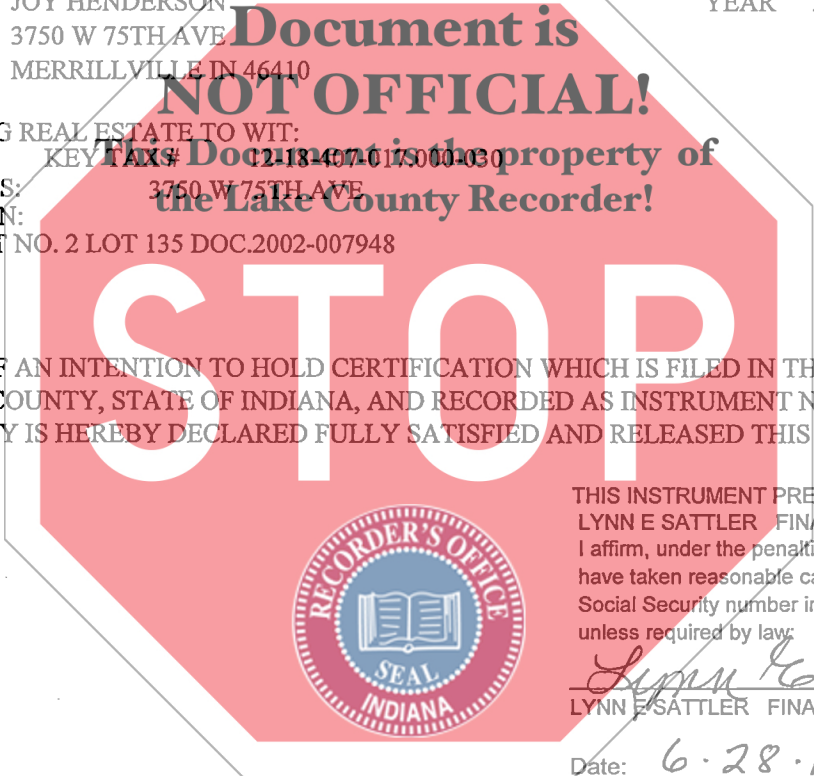 JOY HENDERSON
YEAR
3750 W 75TH AVE
MERRILLVILLE IN 46410
Document is
NOT OFFICIAL!
This Document is the property of
the Lake County Recorder!
G REAL ESTATE TO WIT:
KEY TAX # 12-18-407-017.000-030
S: 3750 W 75TH AVE
N:
T NO. 2 LOT 135 DOC.2002-007948
STOP
F AN INTENTION TO HOLD CERTIFICATION WHICH IS FILED IN TH
COUNTY, STATE OF INDIANA, AND RECORDED AS INSTRUMENT N
Y IS HEREBY DECLARED FULLY SATISFIED AND RELEASED THIS
THIS INSTRUMENT PRE
LYNN E SATTLER FINA
I affirm, under the penalti
have taken reasonable ca
Social Security number in
unless required by law:
Lynn E
LYNN E SATTLER FINA
Date: 6 · 28 ·
RECORDER'S OFFICE
SEAL
INDIANA